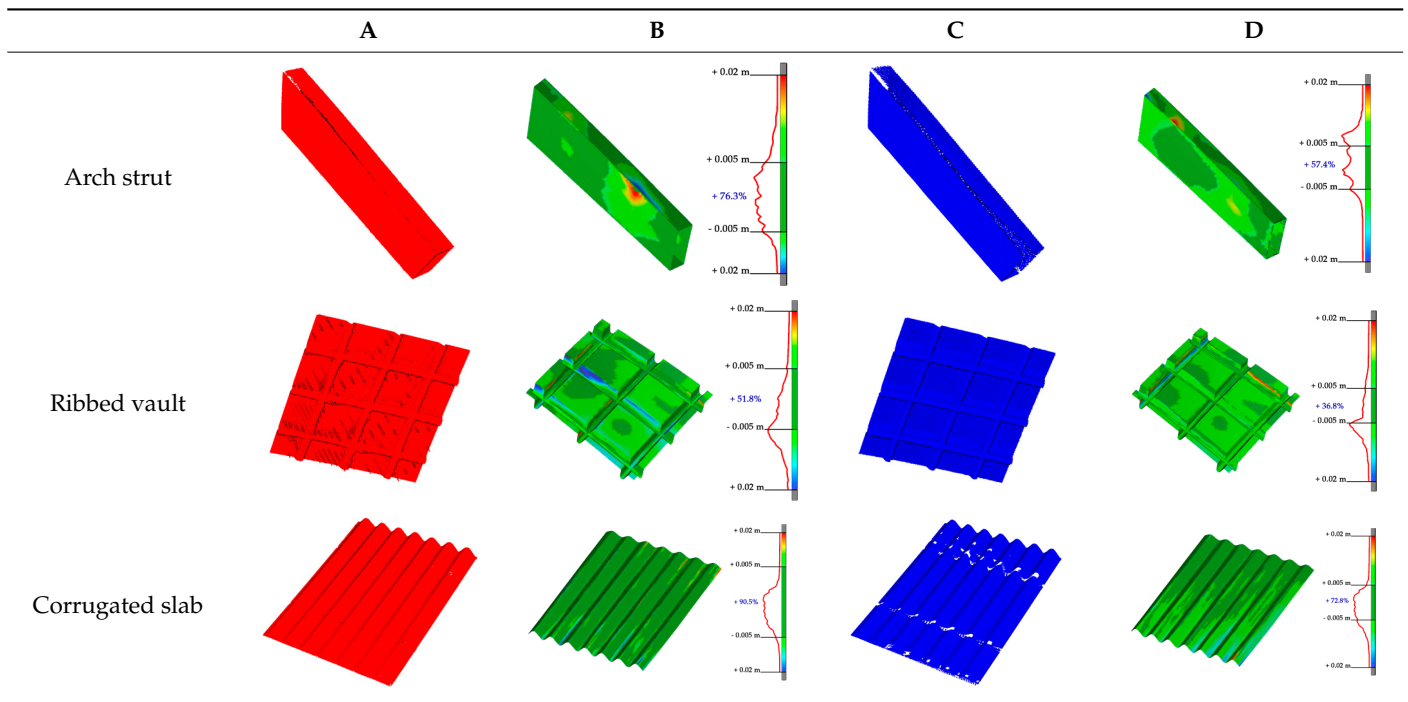 A B C D
Arch strut
+ 0.02 m
+ 0.005 m
+ 76.3%
- 0.005 m
+ 0.02 m
+ 0.02 m
+ 0.005 m
+ 57.4%
- 0.005 m
+ 0.02 m
Ribbed vault
+ 0.02 m
+ 0.005 m
+ 51.8%
- 0.005 m
+ 0.02 m
+ 0.02 m
+ 0.005 m
+ 36.8%
- 0.005 m
+ 0.02 m
Corrugated slab
+ 0.02 m
+ 0.005 m
+ 90.5%
- 0.005 m
+ 0.02 m
+ 0.02 m
+ 0.005 m
+ 72.8%
- 0.005 m
+ 0.02 m